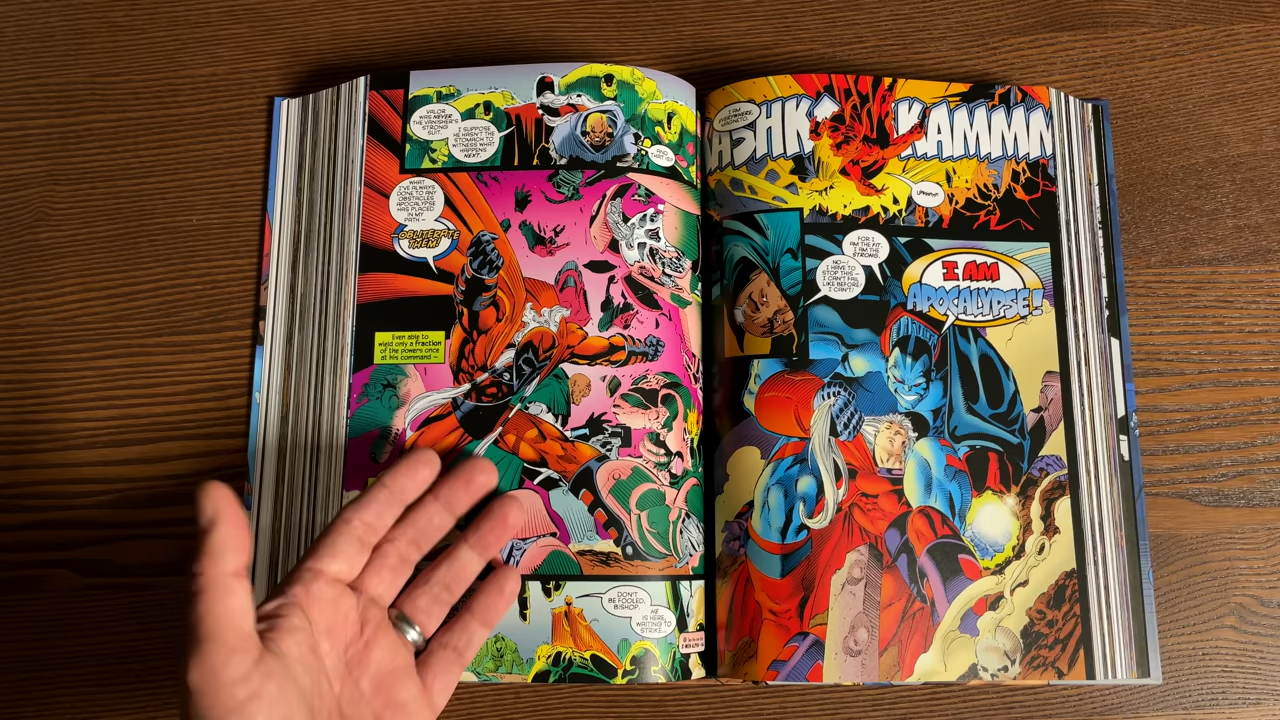 VALOR
WAS NEVER
THE VANISHER'S
STRONG
SUIT.
I SUPPOSE
HE HASN'T THE
STOMACH TO
WITNESS WHAT
HAPPENS
NEXT.
AND
THAT IS?
WHAT
I'VE ALWAYS
DONE TO ANY
OBSTACLES
APOCALYPSE
HAS PLACED
IN MY
PATH --
--OBLITERATE
THEM!
Even able to
wield only a fraction
of the powers once
at his command --
DON'T
BE FOOLED,
BISHOP.
HE
IS HERE,
WAITING TO
STRIKE...
I AM
EVERYWHERE,
MAGNETO.
KAMMM
FOR I
AM THE FIT.
I AM THE
STRONG.
NO--!
I HAVE TO
STOP THIS --
I CAN'T FAIL
LIKE BEFORE!
I CAN'T!
I AM
APOCALYPSE!